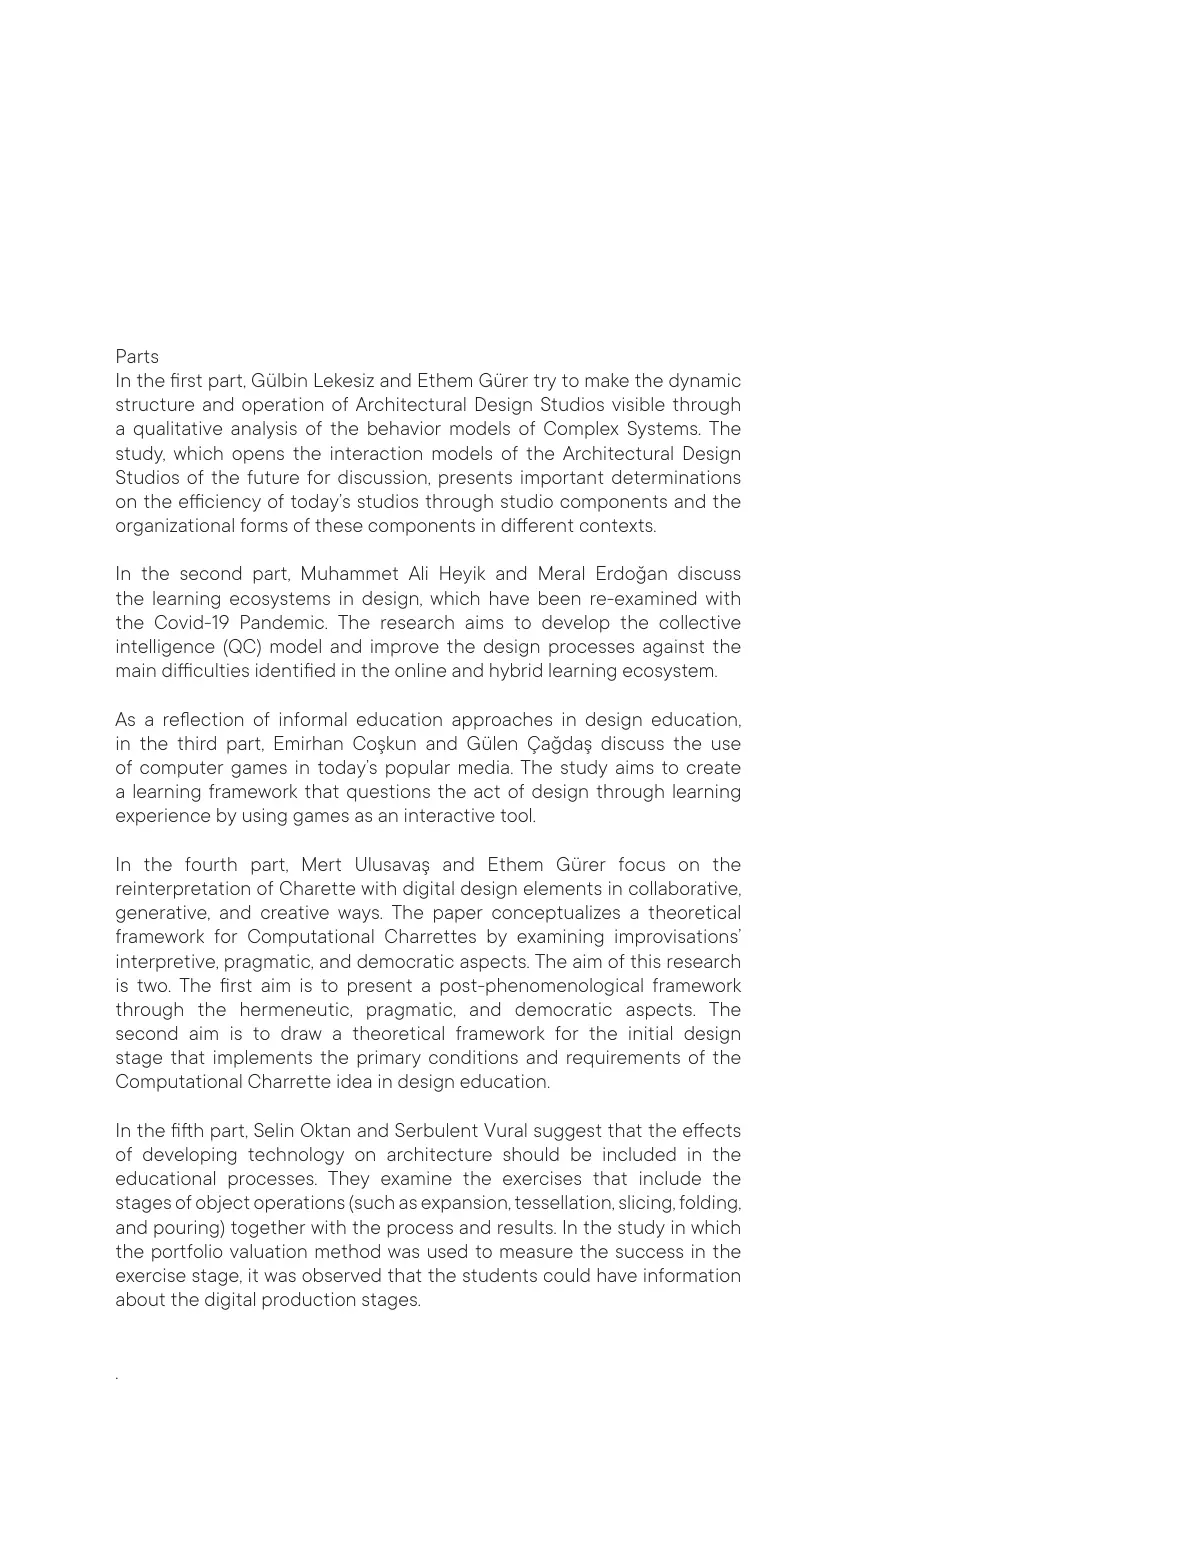 Parts
In the first part, Gülbin Lekesiz and Ethem Gürer try to make the dynamic
structure and operation of Architectural Design Studios visible through
a qualitative analysis of the behavior models of Complex Systems. The
study, which opens the interaction models of the Architectural Design
Studios of the future for discussion, presents important determinations
on the efficiency of today’s studios through studio components and the
organizational forms of these components in different contexts.
In the second part, Muhammet Ali Heyik and Meral Erdoğan discuss
the learning ecosystems in design, which have been re-examined with
the Covid-19 Pandemic. The research aims to develop the collective
intelligence (QC) model and improve the design processes against the
main difficulties identified in the online and hybrid learning ecosystem.
As a reflection of informal education approaches in design education,
in the third part, Emirhan Coşkun and Gülen Çağdaş discuss the use
of computer games in today’s popular media. The study aims to create
a learning framework that questions the act of design through learning
experience by using games as an interactive tool.
In the fourth part, Mert Ulusavaş and Ethem Gürer focus on the
reinterpretation of Charette with digital design elements in collaborative,
generative, and creative ways. The paper conceptualizes a theoretical
framework for Computational Charrettes by examining improvisations’
interpretive, pragmatic, and democratic aspects. The aim of this research
is two. The first aim is to present a post-phenomenological framework
through the hermeneutic, pragmatic, and democratic aspects. The
second aim is to draw a theoretical framework for the initial design
stage that implements the primary conditions and requirements of the
Computational Charrette idea in design education.
In the fifth part, Selin Oktan and Serbulent Vural suggest that the effects
of developing technology on architecture should be included in the
educational processes. They examine the exercises that include the
stages of object operations (such as expansion, tessellation, slicing, folding,
and pouring) together with the process and results. In the study in which
the portfolio valuation method was used to measure the success in the
exercise stage, it was observed that the students could have information
about the digital production stages.
.